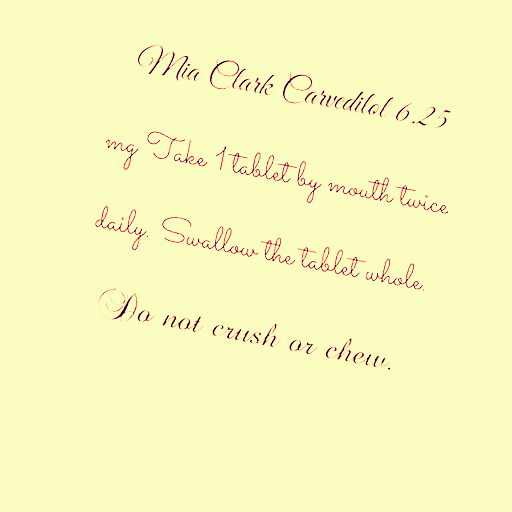 Mia Clark Carvedilol 6.25
mg Take 1 tablet by mouth twice
daily. Swallow the tablet whole.
Do not crush or chew.